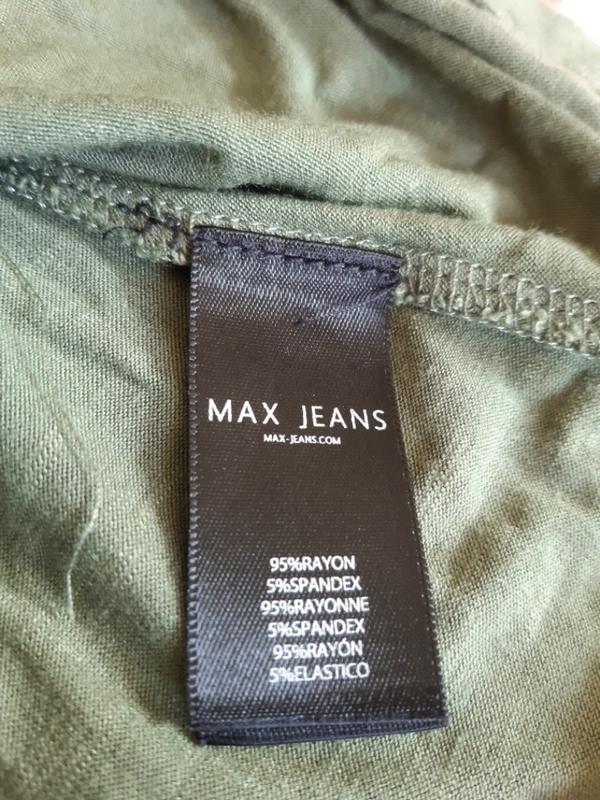 MAX JEANS
MAX-JEANS.COM
95%RAYON
5%SPANDEX
95%RAYONNE
5%SPANDEX
95%RAYÓN
5%ELASTICO